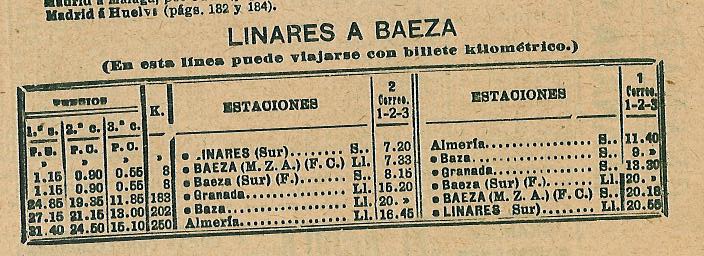 Madrid á Huelva (págs. 182 y 184).
LINARES A BAEZA
(En esta línea puede viajarse con billete kilométrico.)
PRECIOS K. ESTACIONES 2 Correo. 1-2-3 ESTACIONES 1 Correo. 1-2-3
1.ª c. 2.ª c. 3.ª c.
P. C. P. C. P. C.
» » » » LINARES (Sur)........ S.. 7.20 Almería........ S.. 11.40
1.15 0.90 0.55 8 BAEZA (M. Z. A.) (F. C.) Ll. 7.33 Baza........ S.. 8.»
1.15 0.90 0.55 8 Baeza (Sur) (F.)........ S.. 8.15 Granada........ S.. 13.30
24.85 19.35 11.85 183 Granada........ Ll. 15.20 Baeza (Sur) (F.)........ Ll. 20.»
27.15 21.15 13.00 202 Baza........ Ll. 20.» BAEZA (M. Z. A.) (F. C.) S.. 20.18
31.40 24.50 15.10 250 Almería........ Ll. 16.45 LINARES Sur)........ Ll. 20.55